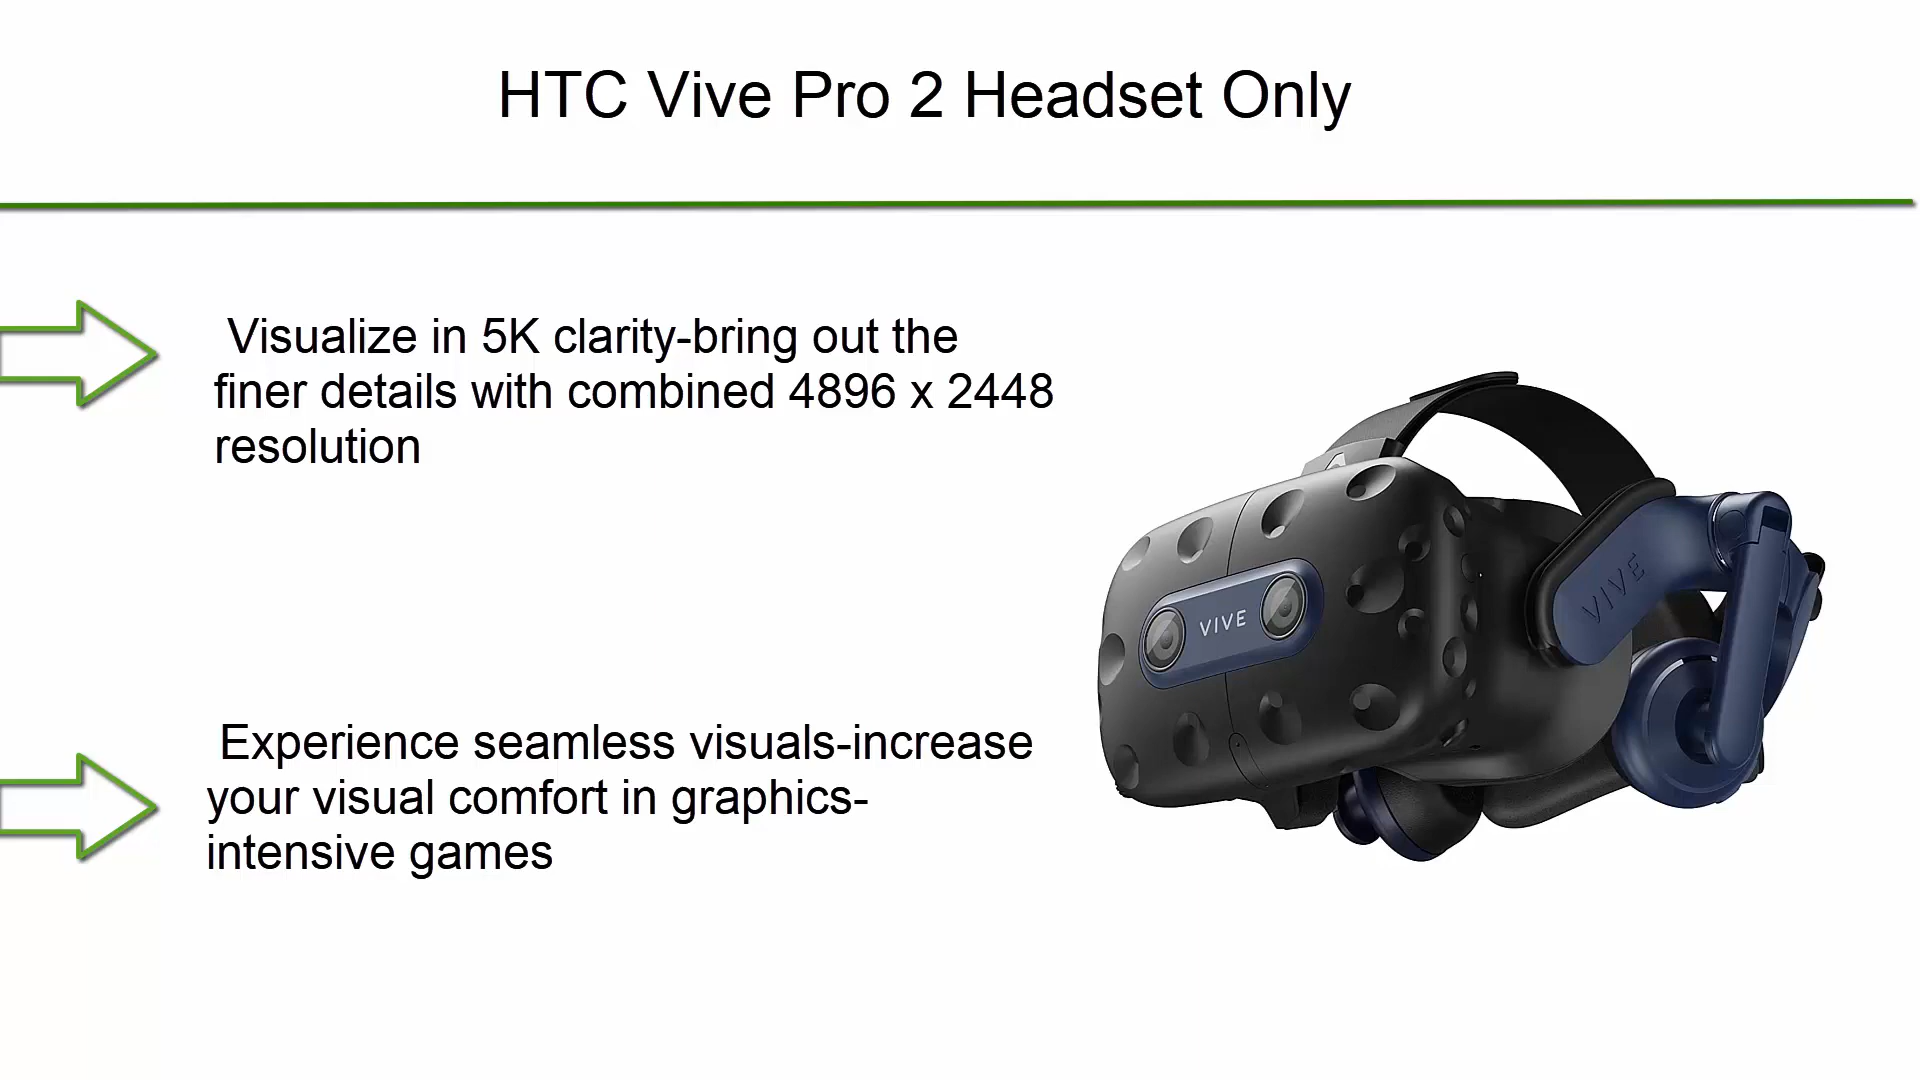 HTC Vive Pro 2 Headset Only
Visualize in 5K clarity-bring out the
finer details with combined 4896 x 2448
resolution
Experience seamless visuals-increase
your visual comfort in graphics-
intensive games
VIVE
VIVE